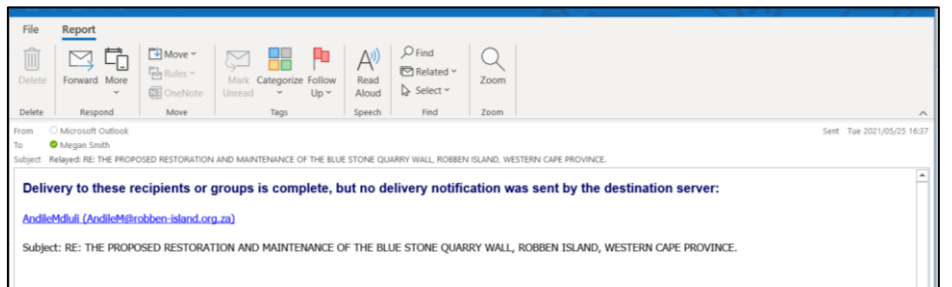 File Report
Delete Forward More Move Rules OneNote Mark Unread Categorize Follow Up Read Aloud Find Related Select Zoom
Delete Respond Move Tags Speech Find Zoom
From Microsoft Outlook Sent Tue 2021/05/25 16:37
To Megan Smith
Subject Relayed: RE: THE PROPOSED RESTORATION AND MAINTENANCE OF THE BLUE STONE QUARRY WALL, ROBBEN ISLAND, WESTERN CAPE PROVINCE.
Delivery to these recipients or groups is complete, but no delivery notification was sent by the destination server:
AndileMdluli (AndileM@robben-island.org.za)
Subject: RE: THE PROPOSED RESTORATION AND MAINTENANCE OF THE BLUE STONE QUARRY WALL, ROBBEN ISLAND, WESTERN CAPE PROVINCE.